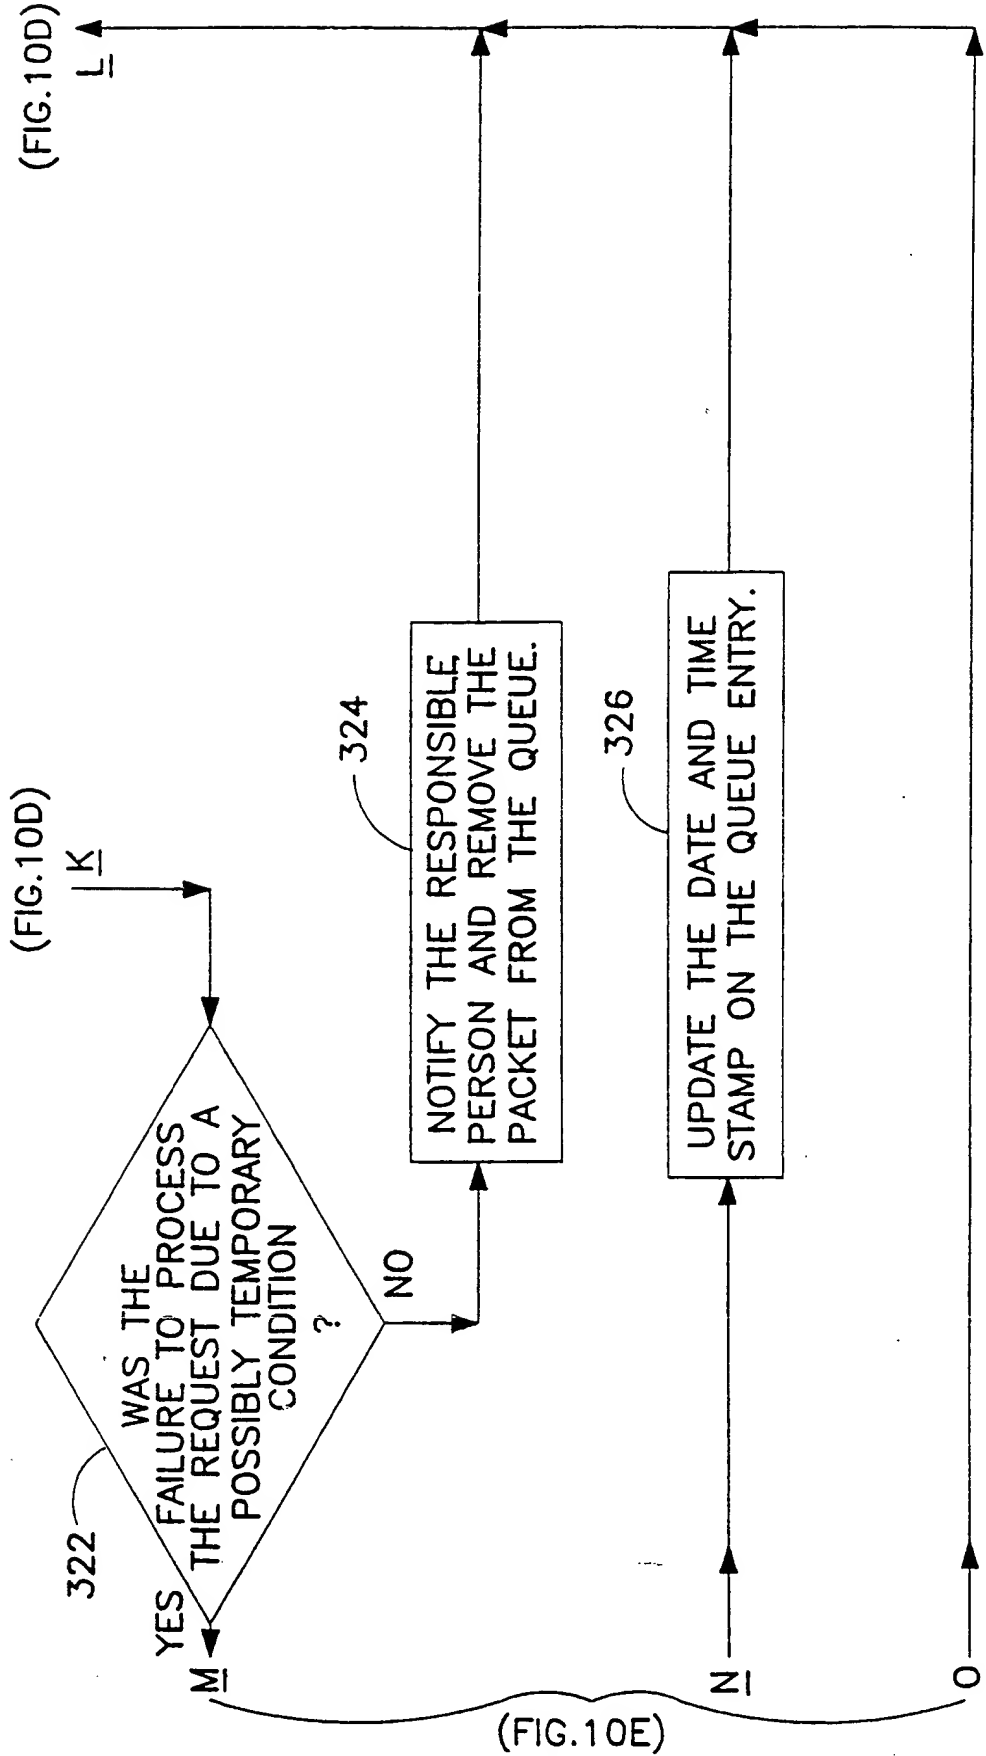 (FIG.10D)
K
(FIG.10D)
L
322
WAS THE
FAILURE TO PROCESS
THE REQUEST DUE TO A
POSSIBLY TEMPORARY
CONDITION
?
YES
M
NO
324
NOTIFY THE RESPONSIBLE
PERSON AND REMOVE THE
PACKET FROM THE QUEUE.
326
UPDATE THE DATE AND TIME
STAMP ON THE QUEUE ENTRY.
N
O
(FIG.10E)